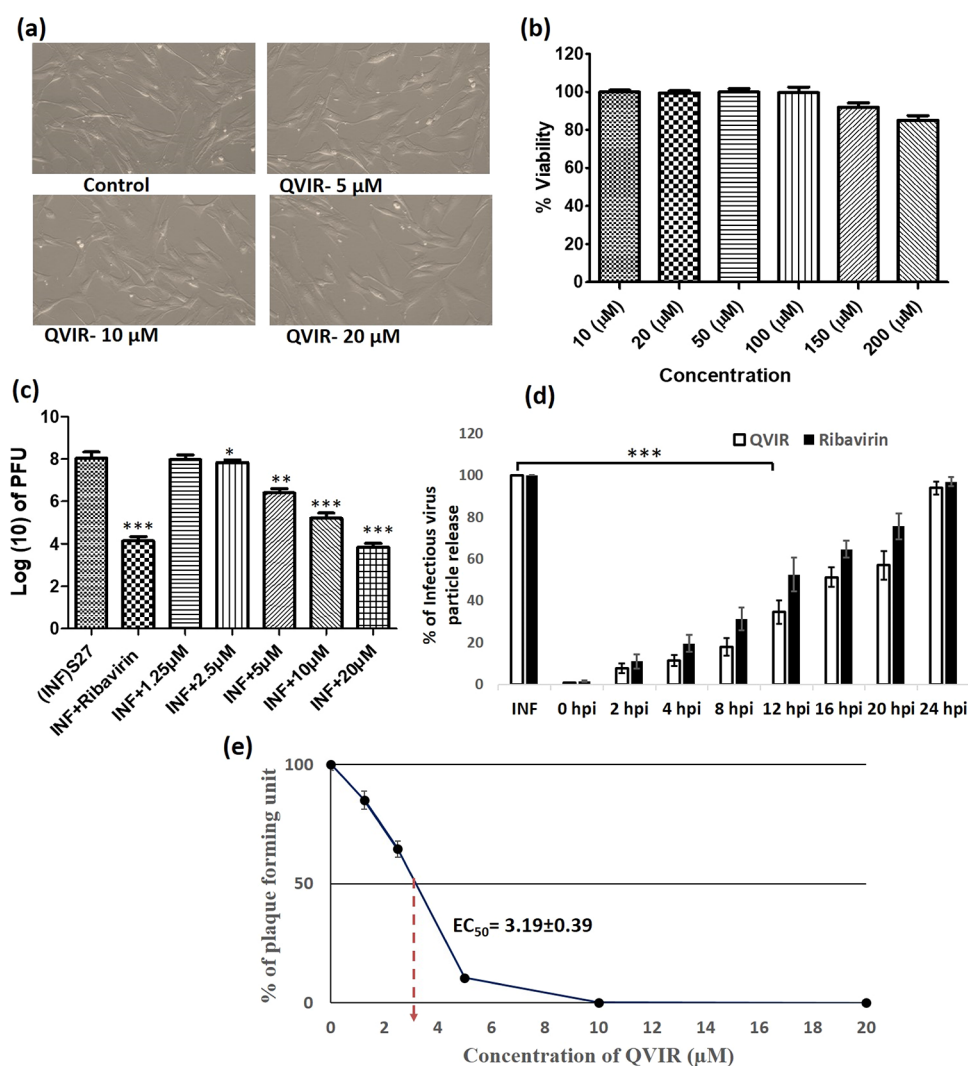 (a)
Control
QVIR- 5 µM
QVIR- 10 µM
QVIR- 20 µM
(b)
% Viability
120
100
80
60
40
20
0
10 (µM)
20 (µM)
50 (µM)
100 (µM)
150 (µM)
200 (µM)
Concentration
(c)
Log (10) of PFU
10
8
6
4
2
0
***
*
**
***
***
(INF)S27
INF+Ribavirin
INF+1.25µM
INF+2.5µM
INF+5µM
INF+10µM
INF+20µM
(d)
% of Infectious virus
particle release
120
100
80
60
40
20
0
QVIR
Ribavirin
***
INF
0 hpi
2 hpi
4 hpi
8 hpi
12 hpi
16 hpi
20 hpi
24 hpi
(e)
% of plaque forming unit
100
50
0
EC₅₀= 3.19±0.39
0
2
4
6
8
10
12
14
16
18
20
Concentration of QVIR (µM)